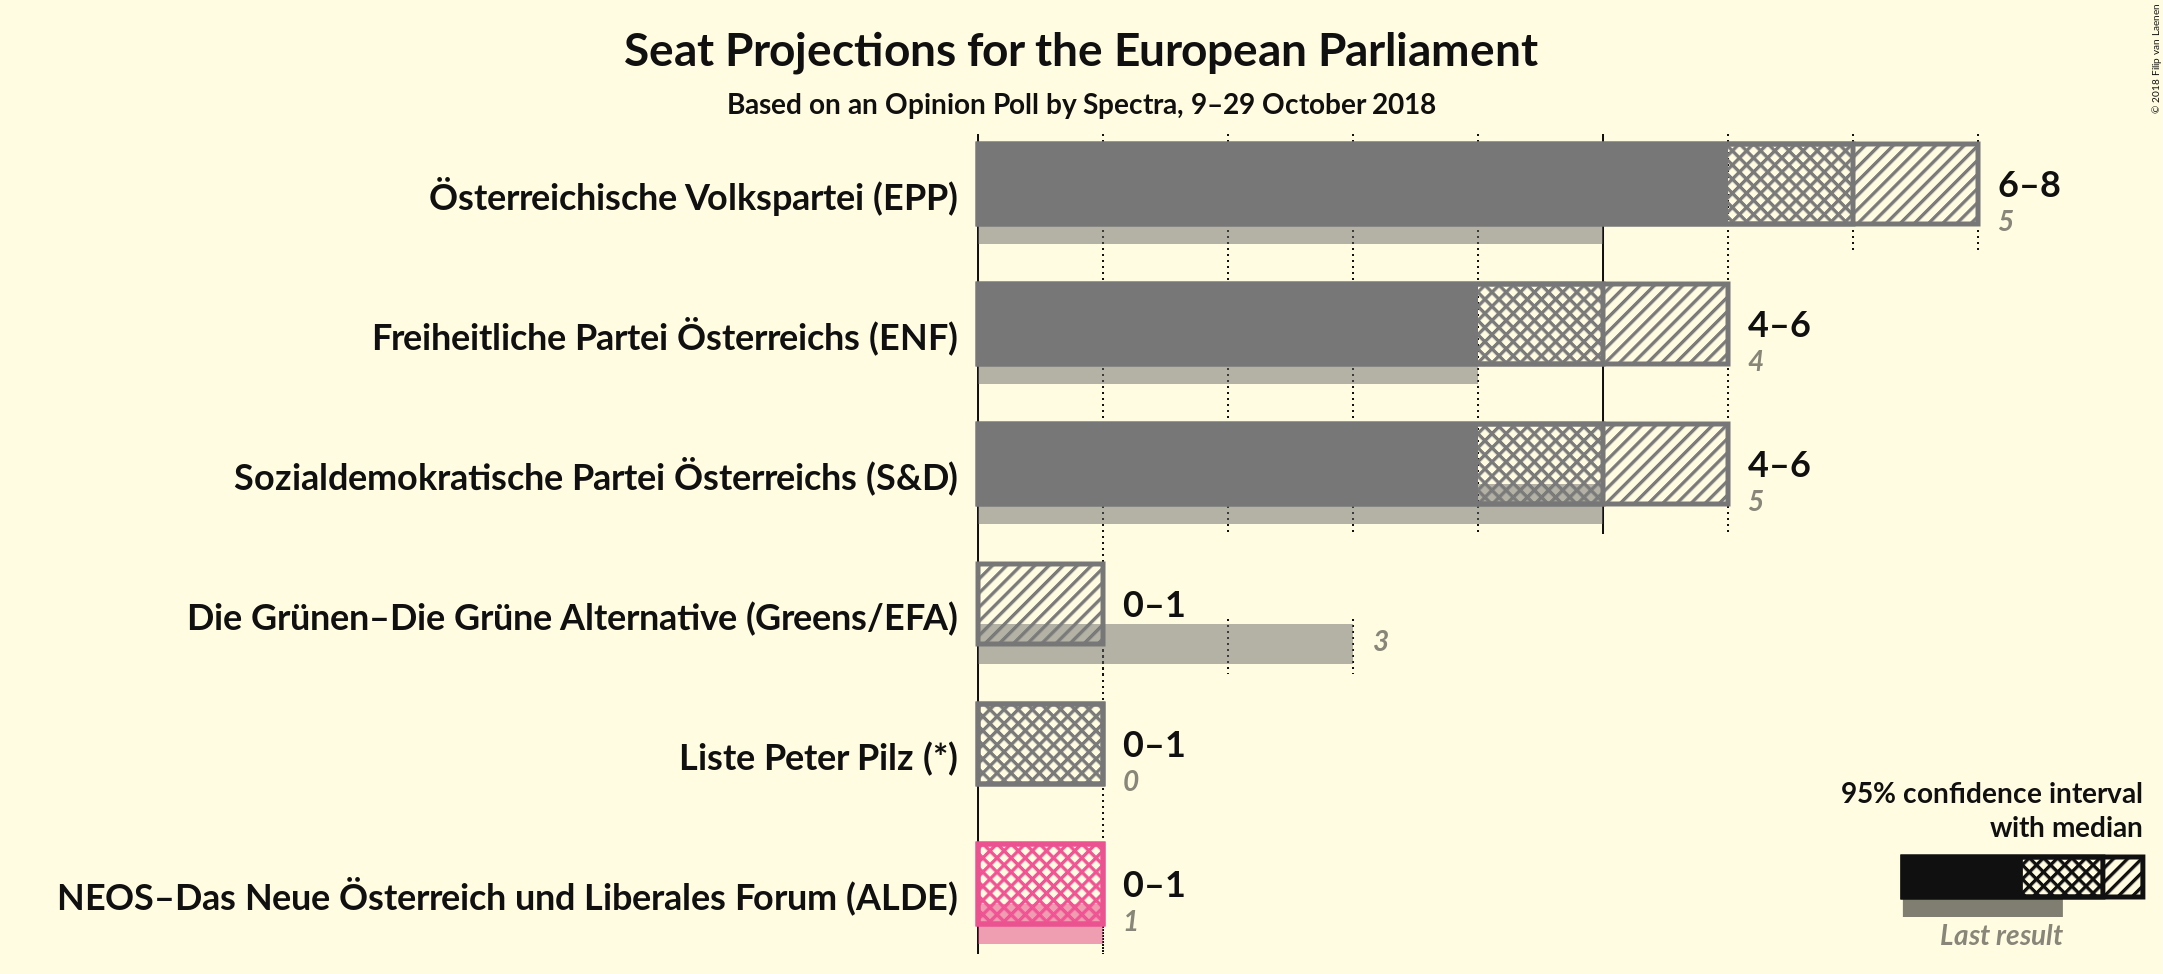 Seat Projections for the European Parliament
Based on an Opinion Poll by Spectra, 9–29 October 2018
© 2018 Filip van Laenen
Österreichische Volkspartei (EPP)
6–8
5
Freiheitliche Partei Österreichs (ENF)
4–6
4
Sozialdemokratische Partei Österreichs (S&D)
4–6
5
Die Grünen–Die Grüne Alternative (Greens/EFA)
0–1
3
Liste Peter Pilz (*)
0–1
0
NEOS–Das Neue Österreich und Liberales Forum (ALDE)
0–1
1
95% confidence interval
with median
Last result